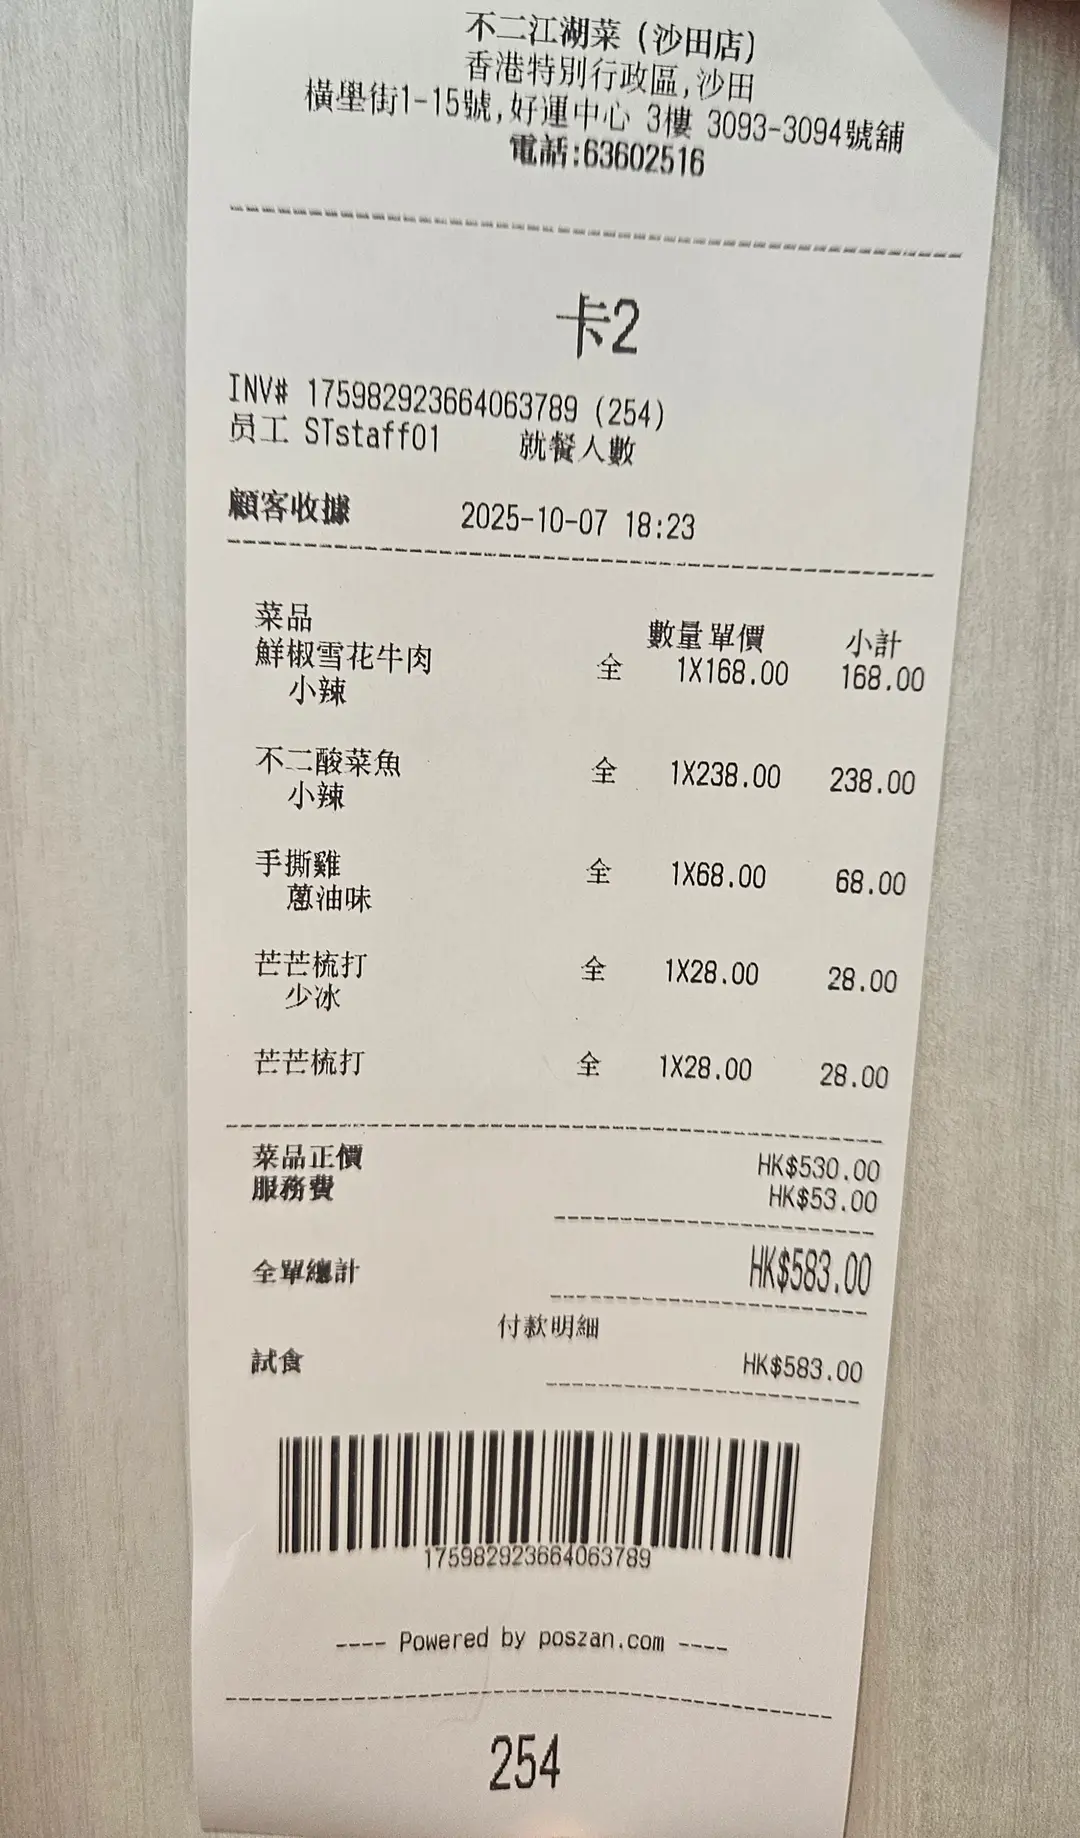 不二江湖菜 (沙田店)
香港特別行政區,沙田
橫壆街1-15號,好運中心 3樓 3093-3094號舖
電話:63602516
卡2
INV# 175982923664063789 (254)
员工 STstaff01 就餐人數
顧客收據 2025-10-07 18:23
菜品 數量單價 小計
鮮椒雪花牛肉 全 1X168.00 168.00
小辣
不二酸菜魚 全 1X238.00 238.00
小辣
手撕雞 全 1X68.00 68.00
蔥油味
芒芒梳打 全 1X28.00 28.00
少冰
芒芒梳打 全 1X28.00 28.00
菜品正價 HK$530.00
服務費 HK$53.00
全單總計 HK$583.00
付款明細
試食 HK$583.00
175982923664063789
---- Powered by poszan.com ----
254